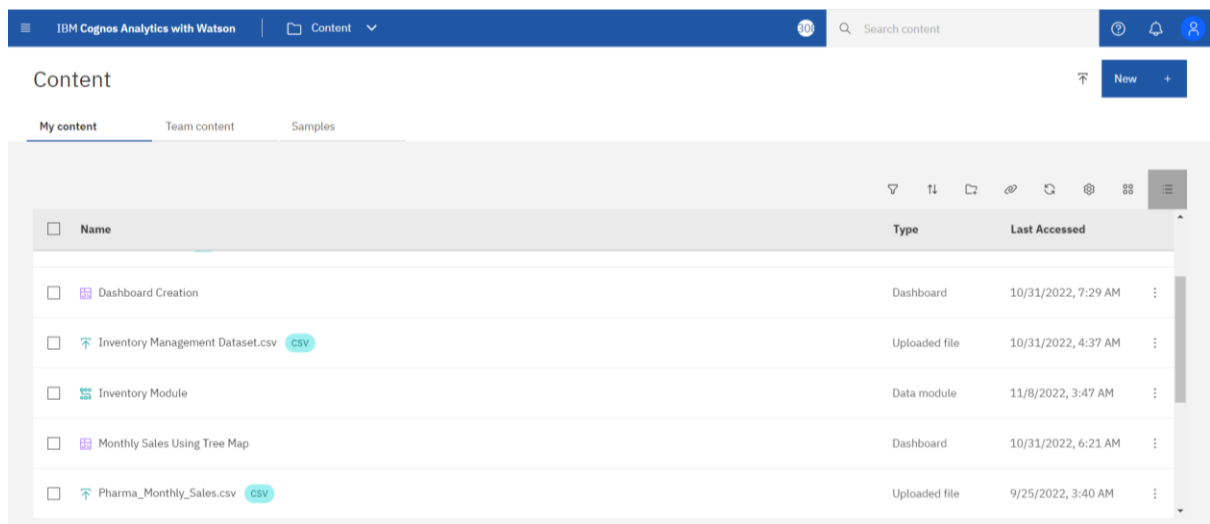 IBM Cognos Analytics with Watson Content Search content
Content New +
My content Team content Samples
Name Type Last Accessed
Dashboard Creation Dashboard 10/31/2022, 7:29 AM
Inventory Management Dataset.csv CSV Uploaded file 10/31/2022, 4:37 AM
Inventory Module Data module 11/8/2022, 3:47 AM
Monthly Sales Using Tree Map Dashboard 10/31/2022, 6:21 AM
Pharma_Monthly_Sales.csv CSV Uploaded file 9/25/2022, 3:40 AM